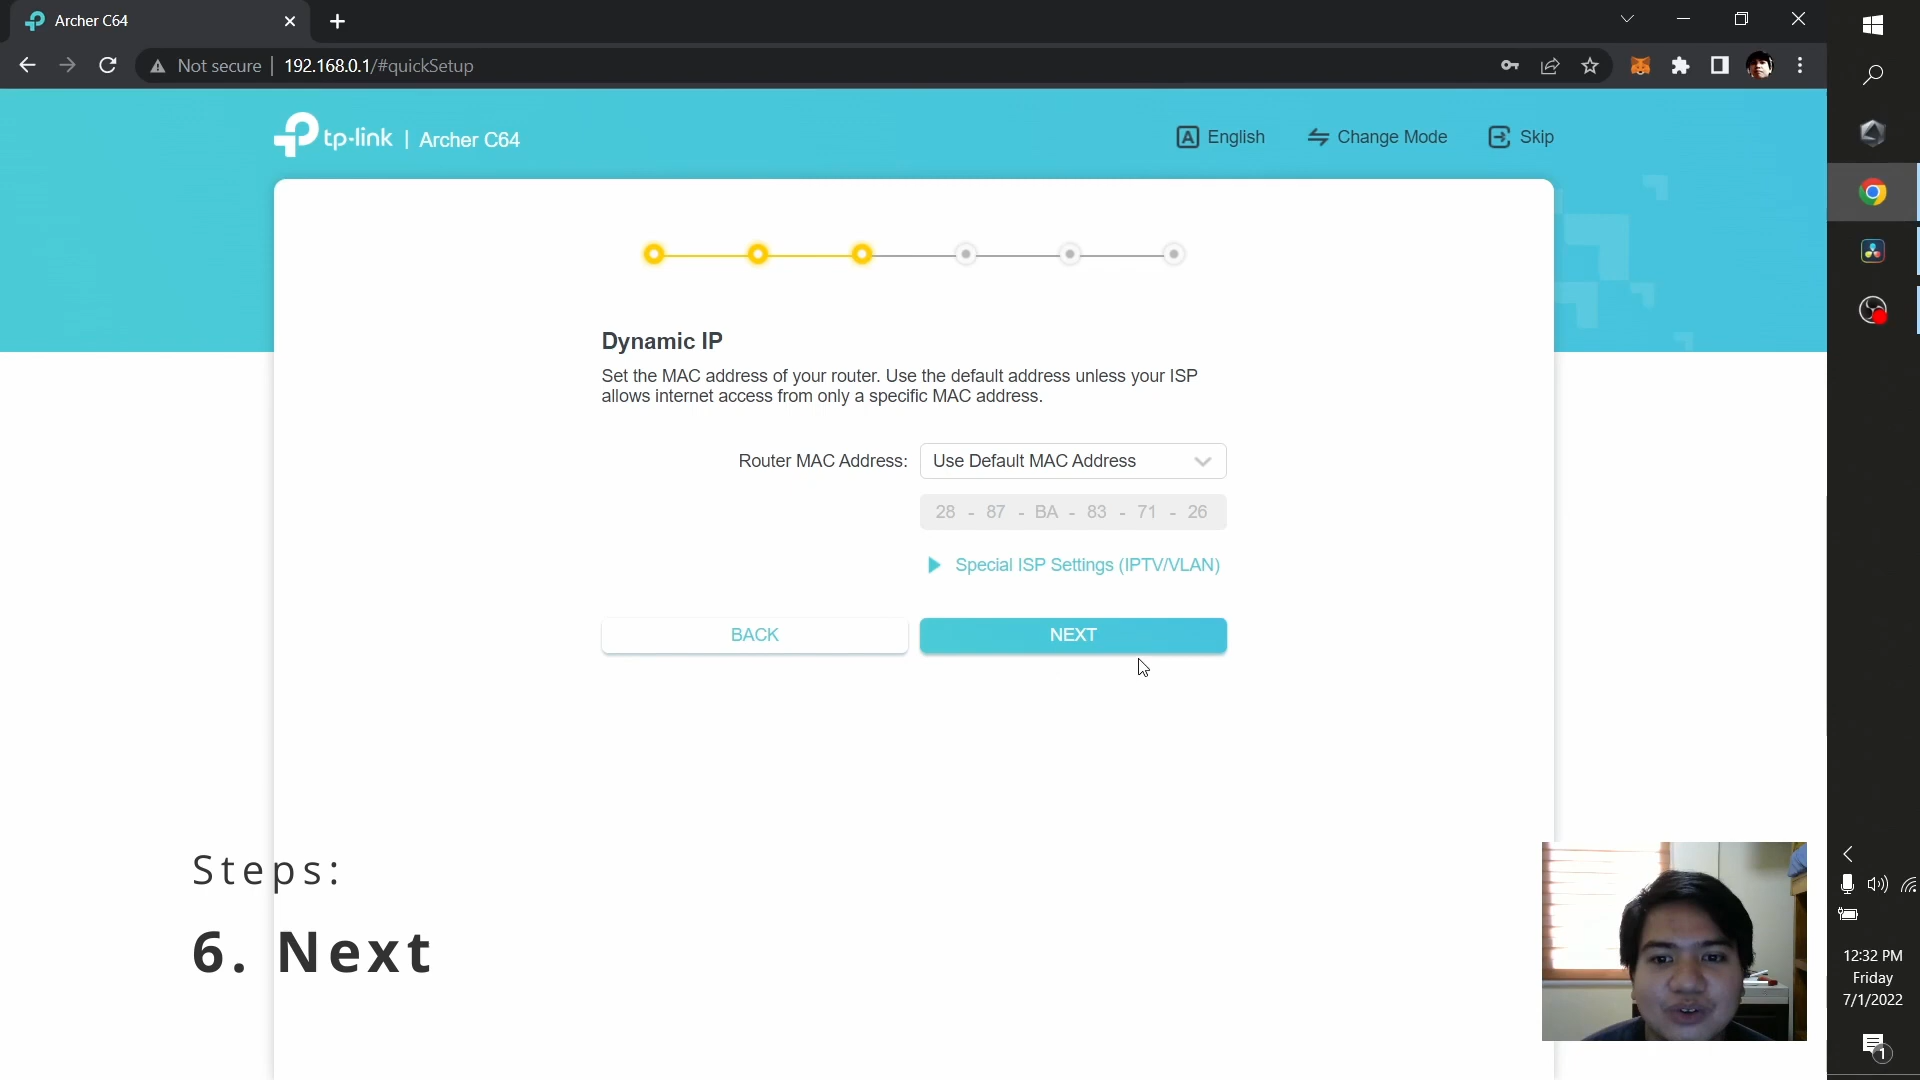 Archer C64
Not secure | 192.168.0.1/#quickSetup
tp-link | Archer C64
A English
Change Mode
Skip
Dynamic IP
Set the MAC address of your router. Use the default address unless your ISP
allows internet access from only a specific MAC address.
Router MAC Address: Use Default MAC Address
28 - 87 - BA - 83 - 71 - 26
Special ISP Settings (IPTV/VLAN)
BACK
NEXT
Steps:
6. Next
12:32 PM
Friday
7/1/2022
1